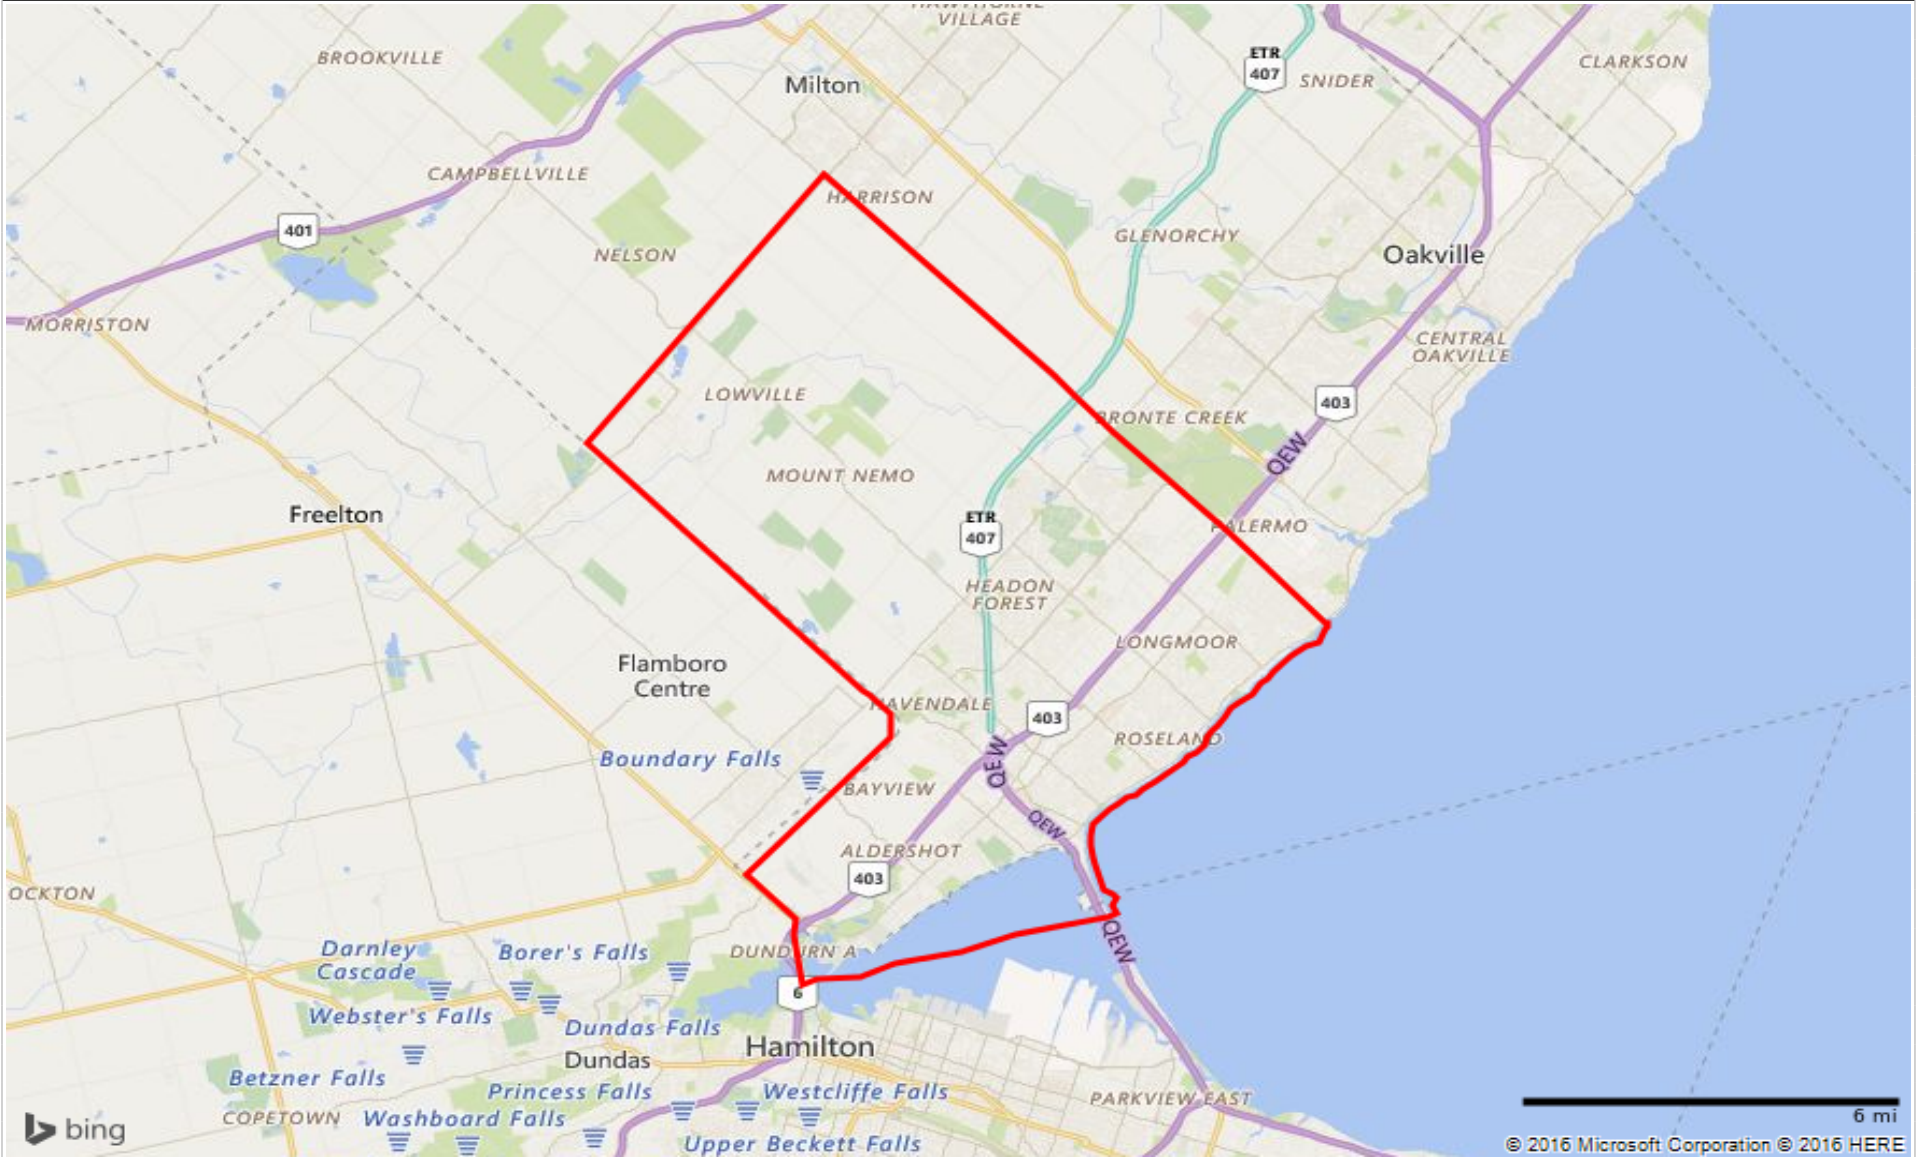 HAWTHORNE
VILLAGE
BROOKVILLE
Milton
ETR
407
SNIDER
CLARKSON
CAMPBELLVILLE
HARRISON
401
NELSON
GLENORCHY
Oakville
MORRISTON
CENTRAL
OAKVILLE
LOWVILLE
403
BRONTE CREEK
QEW
MOUNT NEMO
Freelton
ETR
407
PALERMO
HEADON
FOREST
LONGMOOR
Flamboro
Centre
HAVENDALE
403
ROSELAND
Boundary Falls
QEW
BAYVIEW
QEW
ALDERSHOT
403
OCKTON
QEW
Darnley
Cascade
Borer's Falls
DUNDURN A
6
Webster's Falls
Dundas Falls
Hamilton
Dundas
Betzner Falls
Princess Falls
Westcliffe Falls
PARKVIEW EAST
COPETOWN
Washboard Falls
Upper Beckett Falls
bing
6 mi
© 2016 Microsoft Corporation © 2016 HERE